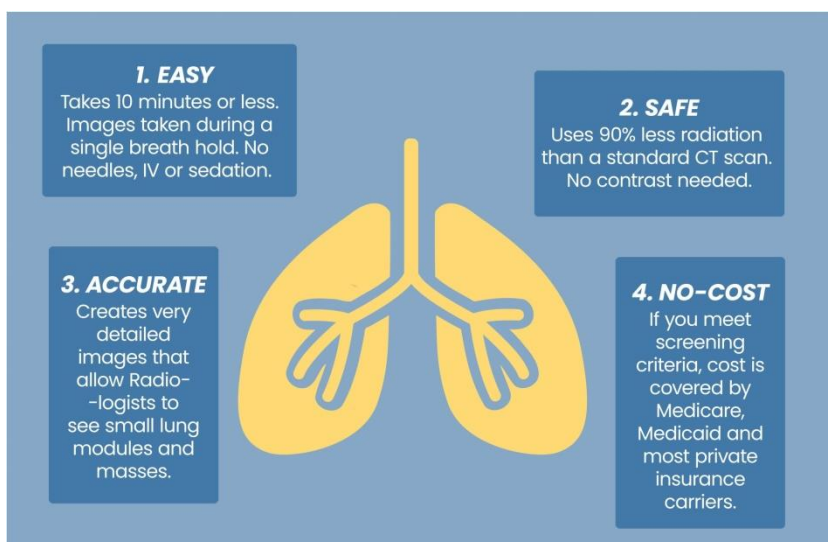 1. EASY
Takes 10 minutes or less.
Images taken during a
single breath hold. No
needles, IV or sedation.
2. SAFE
Uses 90% less radiation
than a standard CT scan.
No contrast needed.
3. ACCURATE
Creates very
detailed
images that
allow Radio-
-logists to
see small lung
modules and
masses.
4. NO-COST
If you meet
screening
criteria, cost is
covered by
Medicare,
Medicaid and
most private
insurance
carriers.